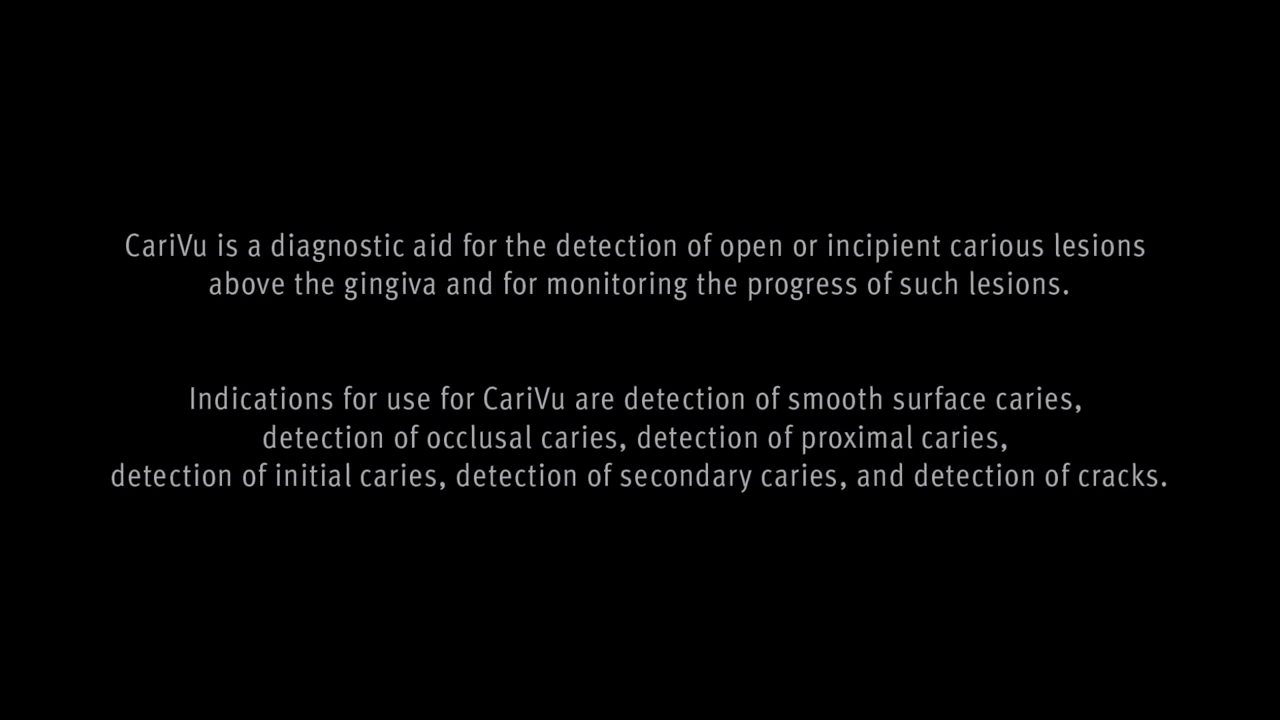 CariVu is a diagnostic aid for the detection of open or incipient carious lesions
above the gingiva and for monitoring the progress of such lesions.
Indications for use for CariVu are detection of smooth surface caries,
detection of occlusal caries, detection of proximal caries,
detection of initial caries, detection of secondary caries, and detection of cracks.